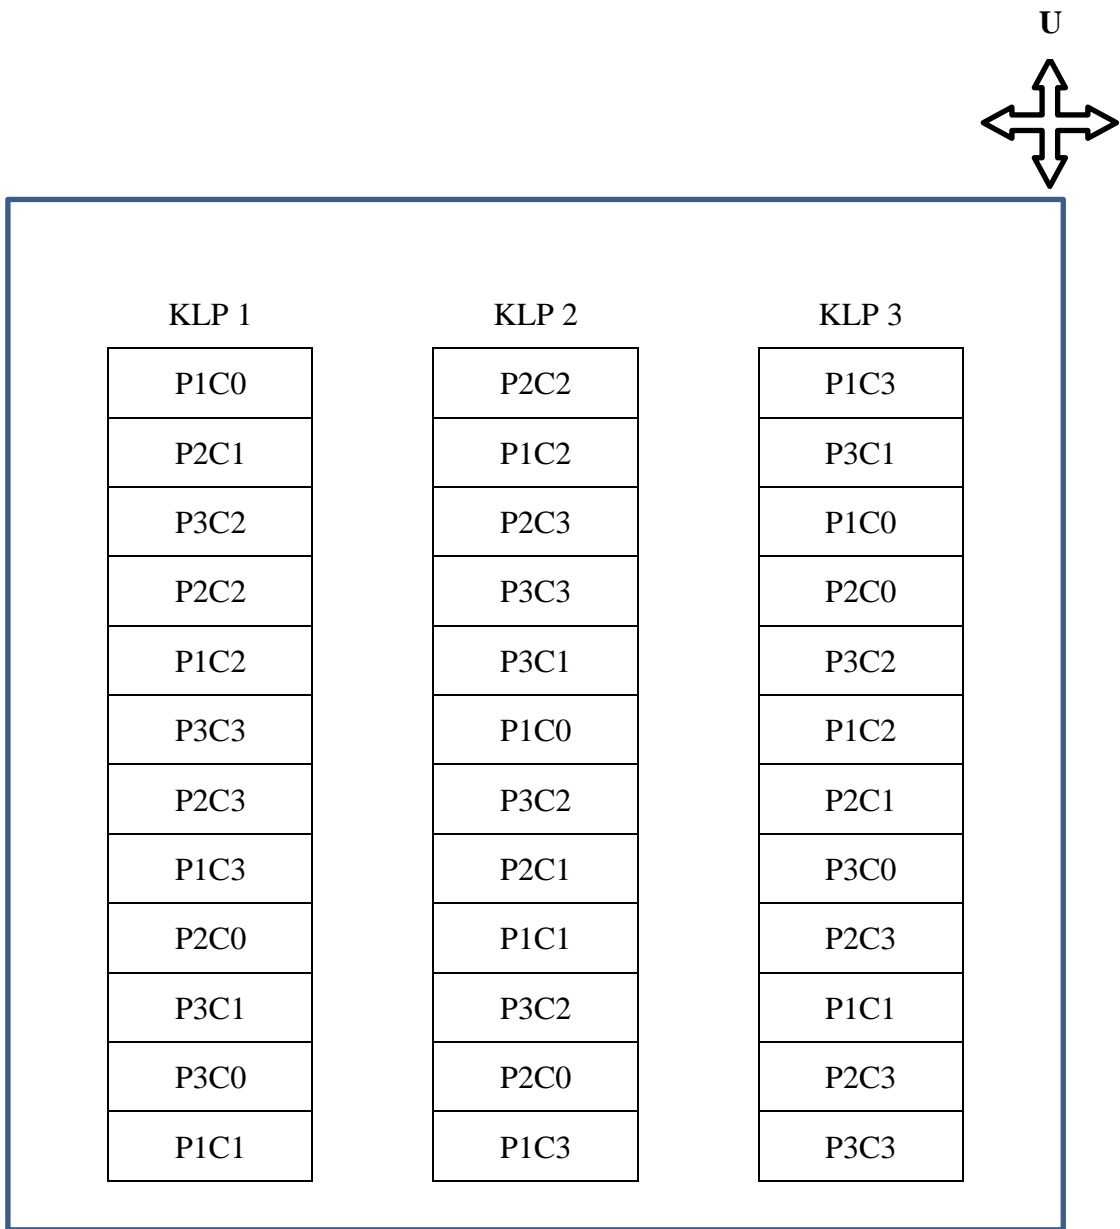 U
KLP 1 KLP 2 KLP 3
P1C0 P2C2 P1C3
P2C1 P1C2 P3C1
P3C2 P2C3 P1C0
P2C2 P3C3 P2C0
P1C2 P3C1 P3C2
P3C3 P1C0 P1C2
P2C3 P3C2 P2C1
P1C3 P2C1 P3C0
P2C0 P1C1 P2C3
P3C1 P3C2 P1C1
P3C0 P2C0 P2C3
P1C1 P1C3 P3C3